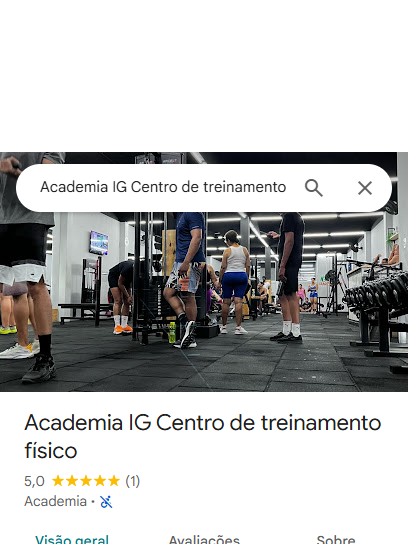 Academia IG Centro de treinamento
Academia IG Centro de treinamento
físico
5,0 (1)
Academia ·
Visão geral Avaliações Sobre